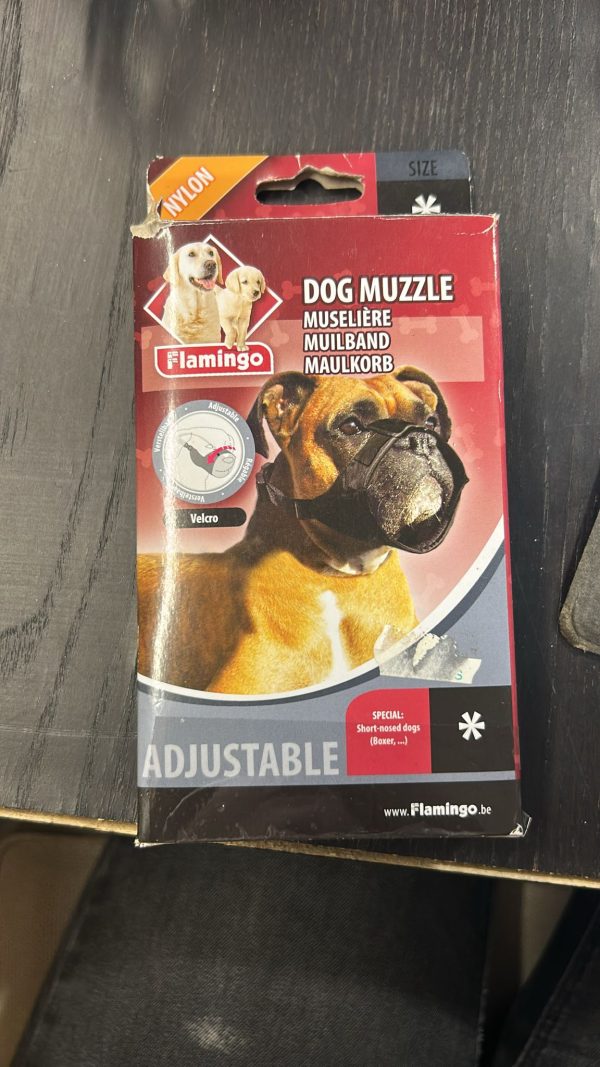 NYLON
SIZE
*
DOG MUZZLE
MUSELIÈRE
MUILBAND
MAULKORB
Flamingo
Adjustable
Réglable
Velcro
SPECIAL:
Short-nosed dogs
(Boxer, ...)
*
ADJUSTABLE
www.Flamingo.be